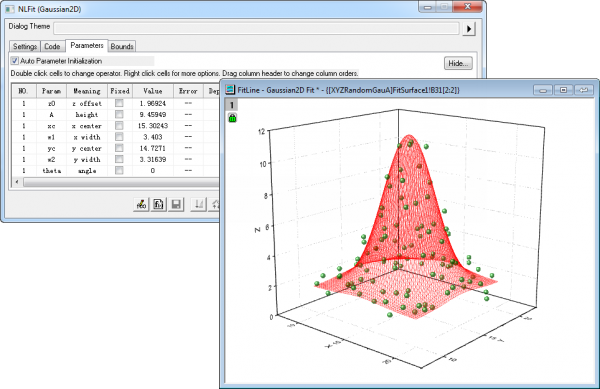 NLFit (Gaussian2D)
Dialog Theme
Settings Code Parameters Bounds
Auto Parameter Initialization
Hide...
Double click cells to change operator. Right click cells for more options. Drag column header to change column orders.
NO. Param Meaning Fixed Value Error Dep
1 z0 z offset 1.96924 --
1 A height 9.45949 --
1 xc x center 15.30243 --
1 w1 x width 3.403 --
1 yc y center 14.7271 --
1 w2 y width 3.31639 --
1 theta angle 0 --
FitLine - Gaussian2D Fit * - {[XYZRandomGauA]FitSurface1!B31[2:2]}
1
12
10
8
6
4
2
0
Z
X
Y
10
15
20